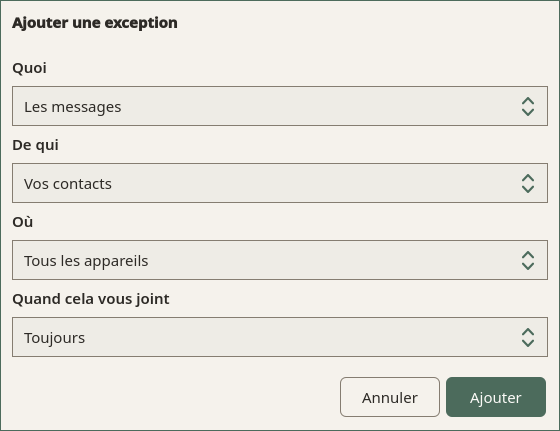 Ajouter une exception
Quoi
Les messages
De qui
Vos contacts
Où
Tous les appareils
Quand cela vous joint
Toujours
Annuler
Ajouter